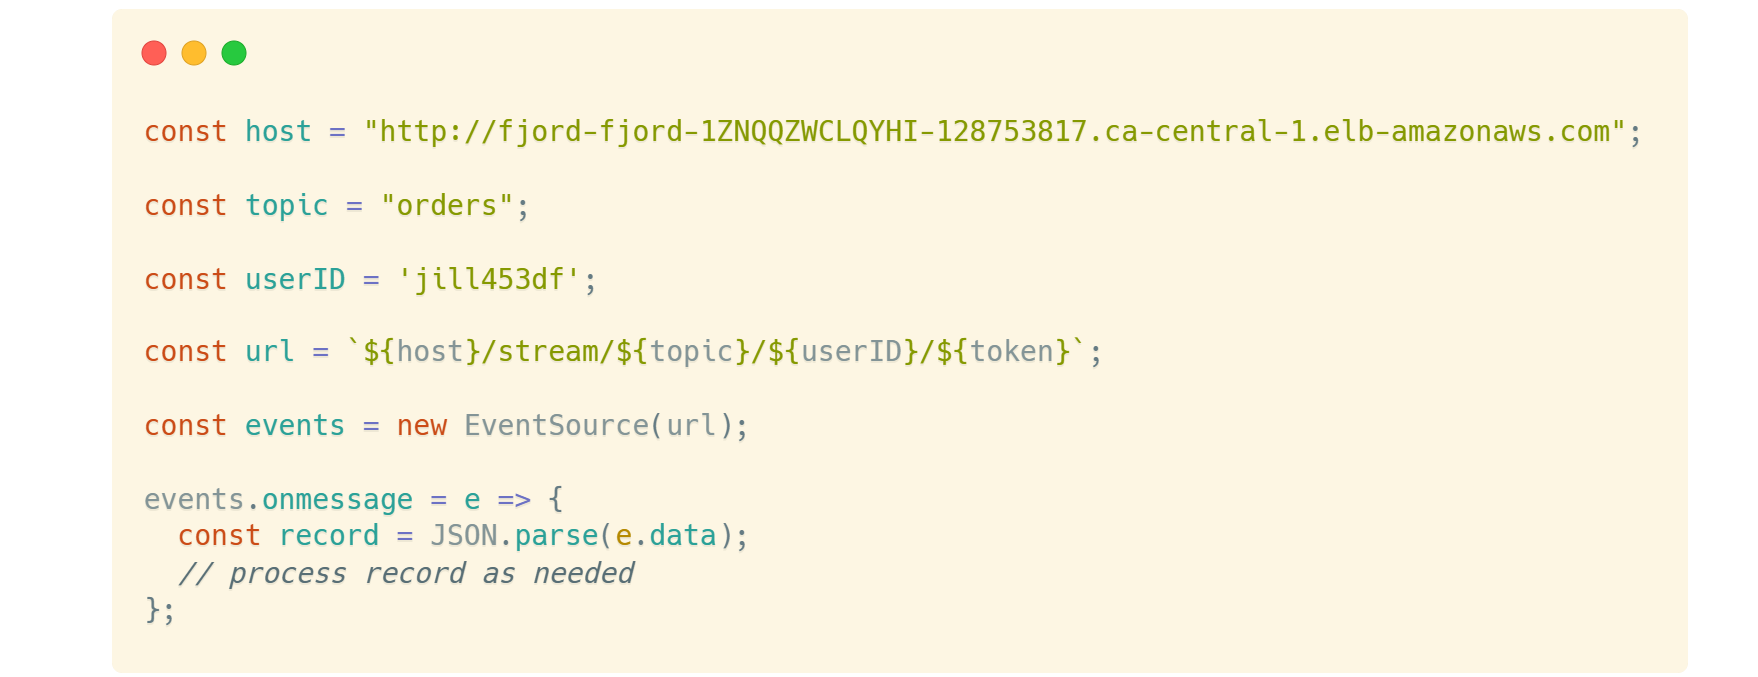 const host = "http://fjord-fjord-1ZNQQZWCLQYHI-128753817.ca-central-1.elb-amazonaws.com";
const topic = "orders";
const userID = 'jill453df';
const url = `${host}/stream/${topic}/${userID}/${token}`;
const events = new EventSource(url);
events.onmessage = e => {
  const record = JSON.parse(e.data);
  // process record as needed
};